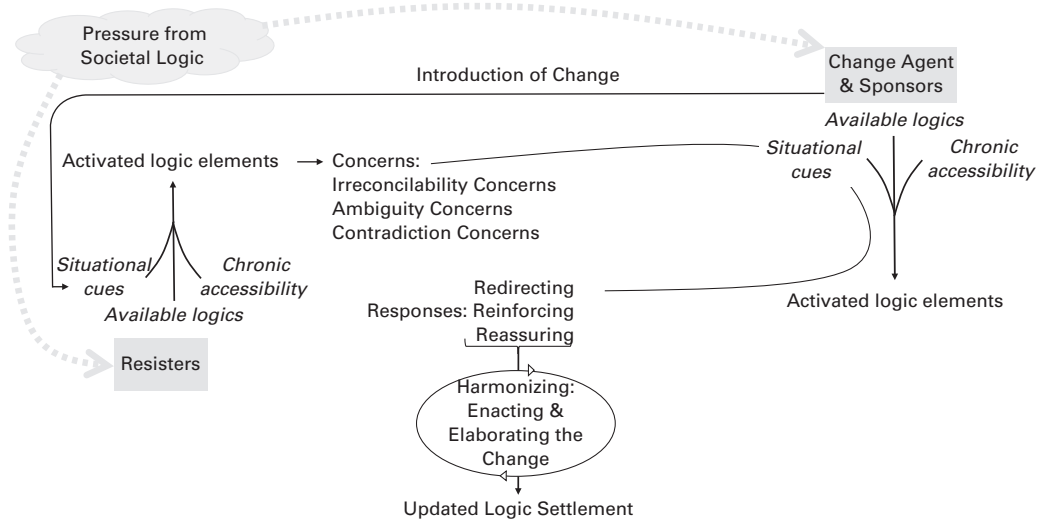 Pressure from
Societal Logic
Introduction of Change
Change Agent
& Sponsors
Available logics
Situational
cues
Chronic
accessibility
Activated logic elements
Activated logic elements
Concerns:
Irreconcilability Concerns
Ambiguity Concerns
Contradiction Concerns
Situational
cues
Chronic
accessibility
Available logics
Resisters
Redirecting
Responses: Reinforcing
Reassuring
Harmonizing:
Enacting &
Elaborating the
Change
Updated Logic Settlement